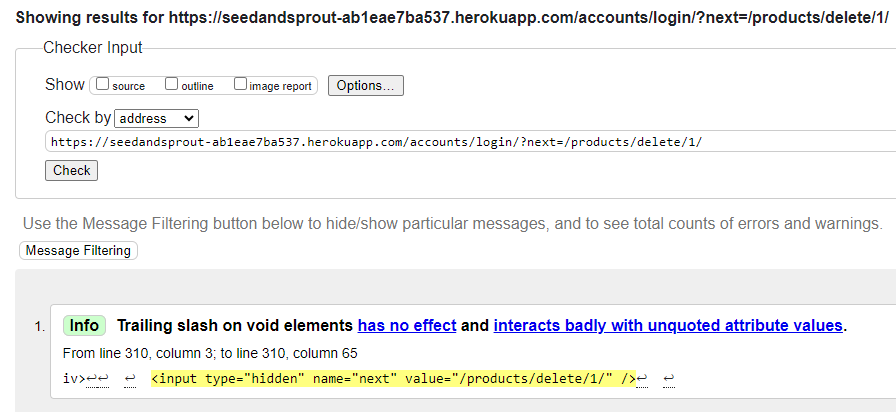 Showing results for https://seedandsprout-ab1eae7ba537.herokuapp.com/accounts/login/?next=/products/delete/1/
Checker Input
Show source outline image report Options...
Check by address
https://seedandsprout-ab1eae7ba537.herokuapp.com/accounts/login/?next=/products/delete/1/
Check
Use the Message Filtering button below to hide/show particular messages, and to see total counts of errors and warnings.
Message Filtering
1. Info Trailing slash on void elements has no effect and interacts badly with unquoted attribute values.
From line 310, column 3; to line 310, column 65
iv>↩↩ ↩ <input type="hidden" name="next" value="/products/delete/1/" />↩ ↩